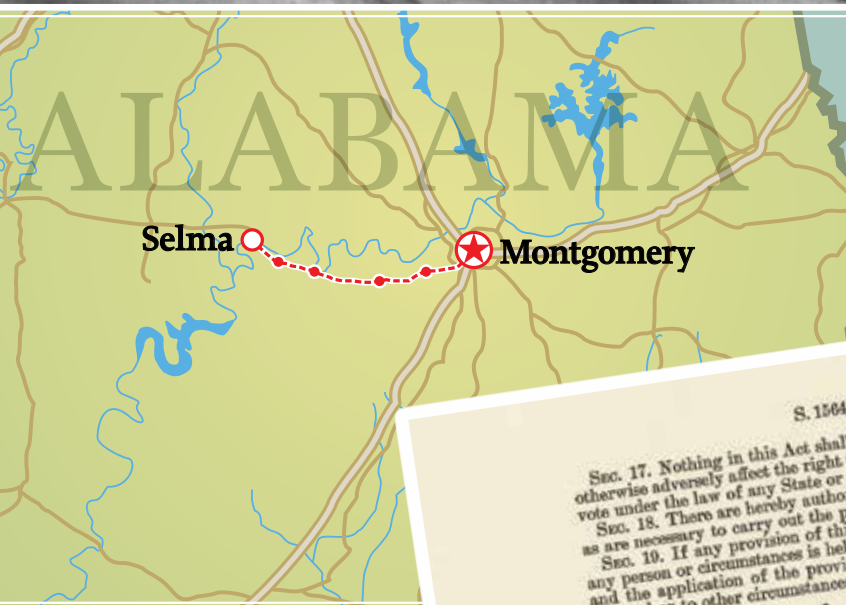 ALABAMA
Selma
Montgomery
S. 1564
SEC. 17. Nothing in this Act shall
otherwise adversely affect the right
vote under the law of any State or
SEC. 18. There are hereby autho
as are necessary to carry out the p
SEC. 19. If any provision of thi
any person or circumstances is hel
and the application of the provi
to other circumstance